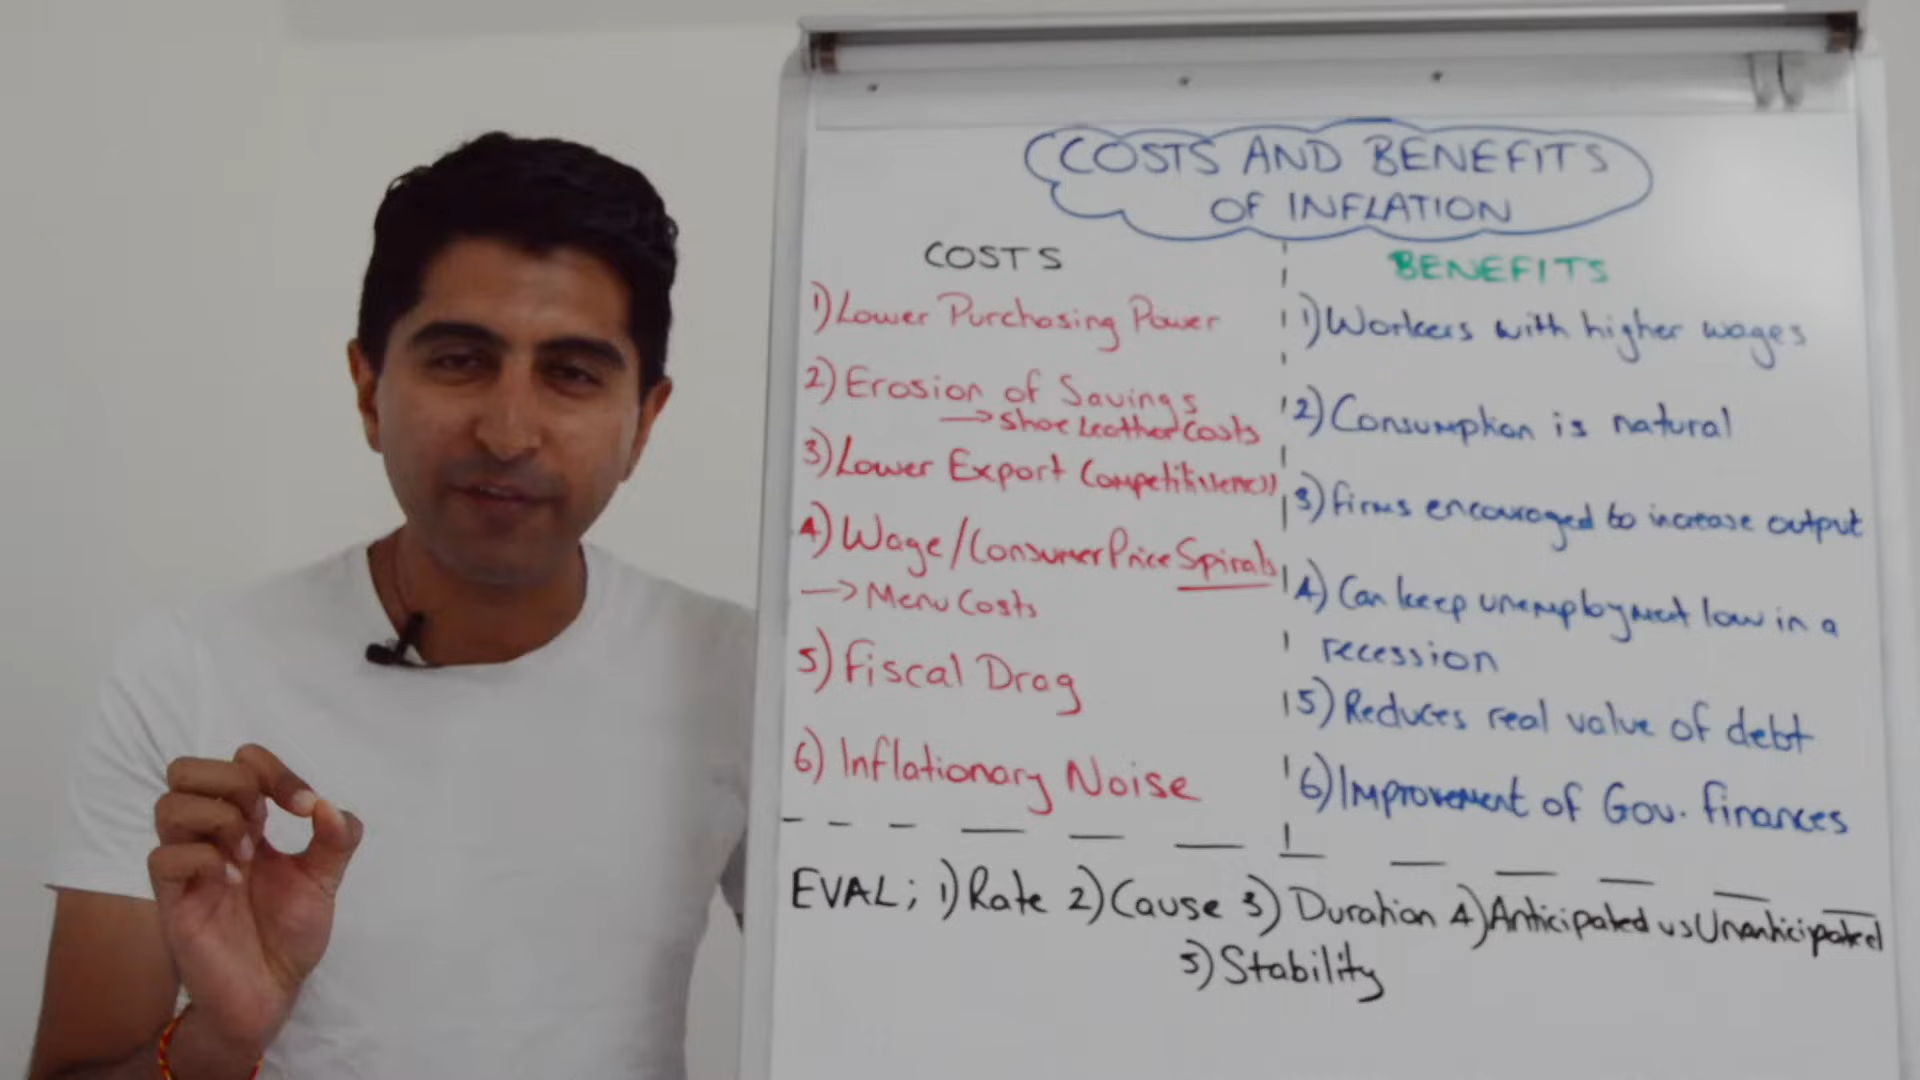 COSTS AND BENEFITS
OF INFLATION
COSTS
1) Lower Purchasing Power
2) Erosion of Savings
→ Shoe Leather Costs
3) Lower Export Competitiveness
4) Wage/Consumer Price Spirals
→ Menu Costs
5) Fiscal Drag
6) Inflationary Noise
BENEFITS
1) Workers with higher wages
2) Consumption is natural
3) Firms encouraged to increase output
4) Can keep unemployment low in a
recession
5) Reduces real value of debt
6) Improvement of Gov. finances
EVAL; 1) Rate 2) Cause 3) Duration 4) Anticipated vs Unanticipated
5) Stability